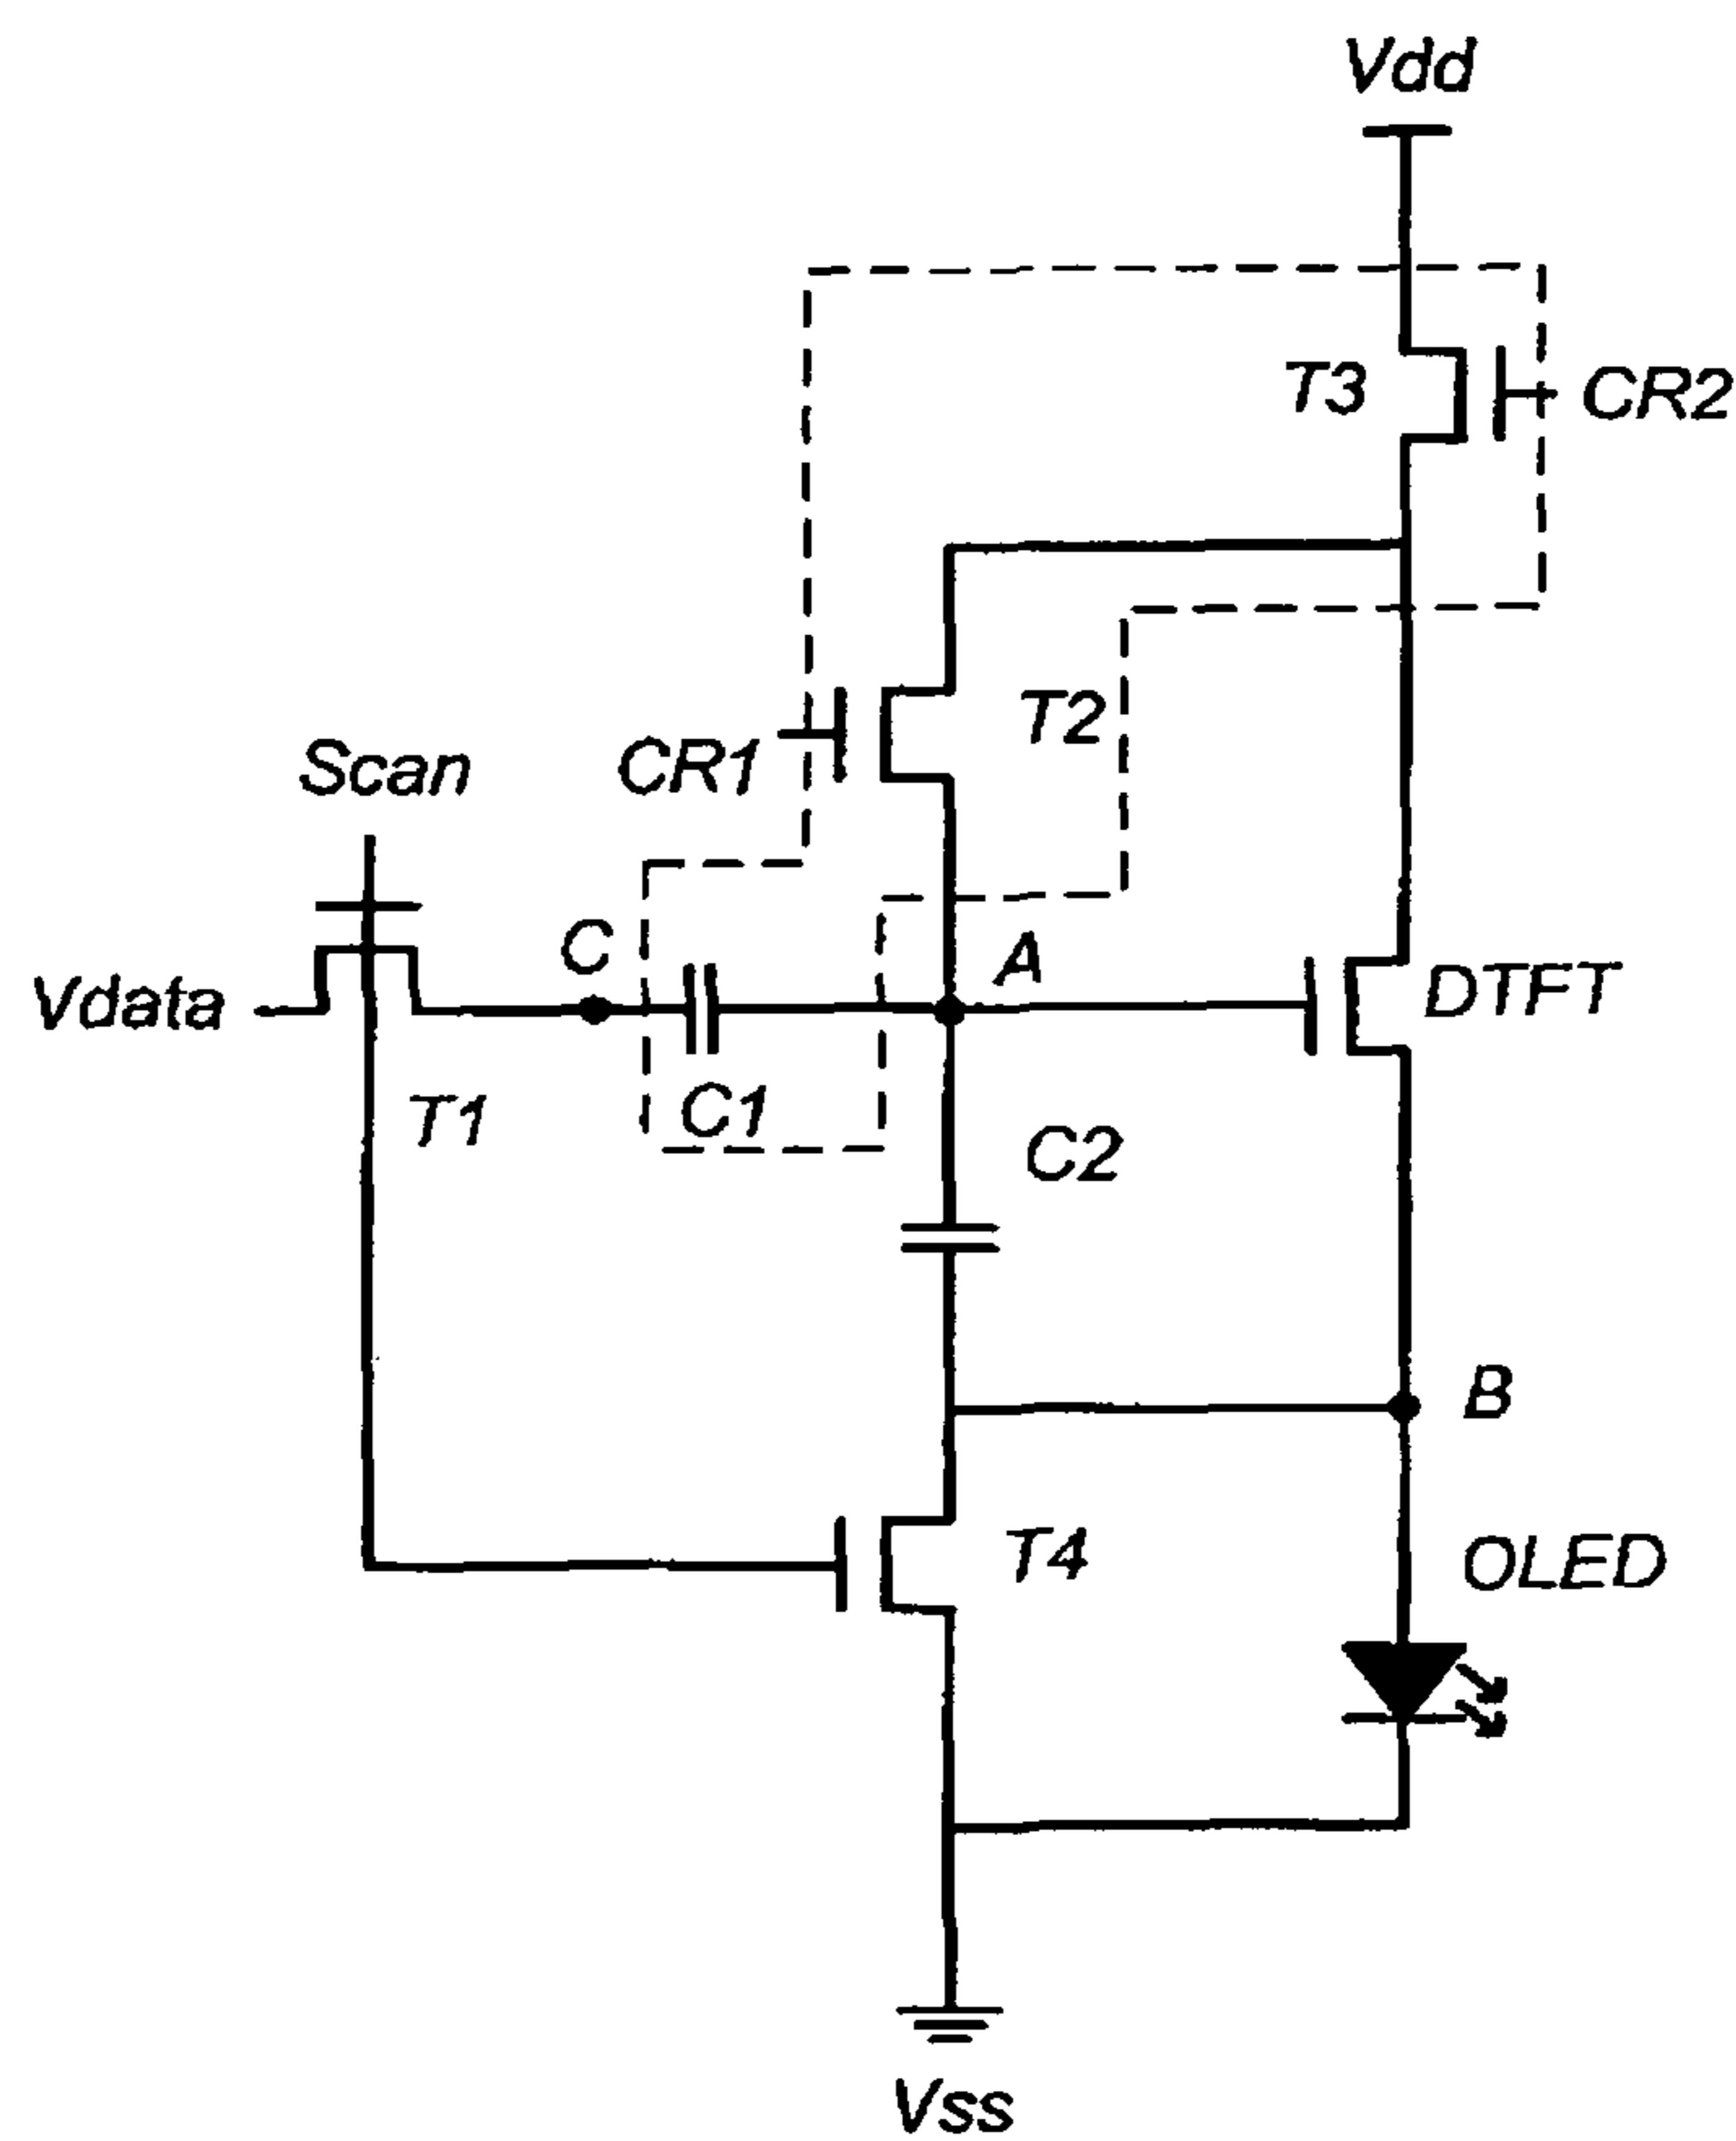 Vdd
T3
CR2
T2
CR1
Scan
C
A
Vdata
DTFT
C1
T1
C2
B
T4
OLED
Vss